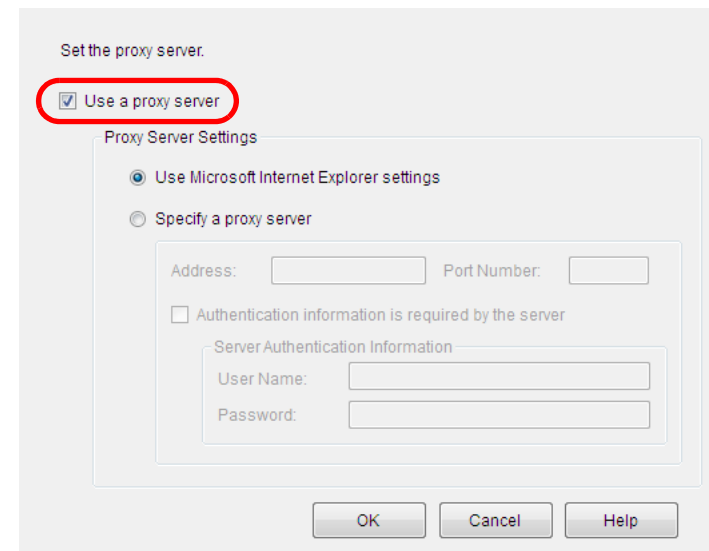 Set the proxy server.
Use a proxy server
Proxy Server Settings
Use Microsoft Internet Explorer settings
Specify a proxy server
Address: Port Number:
Authentication information is required by the server
Server Authentication Information
User Name:
Password:
OK Cancel Help